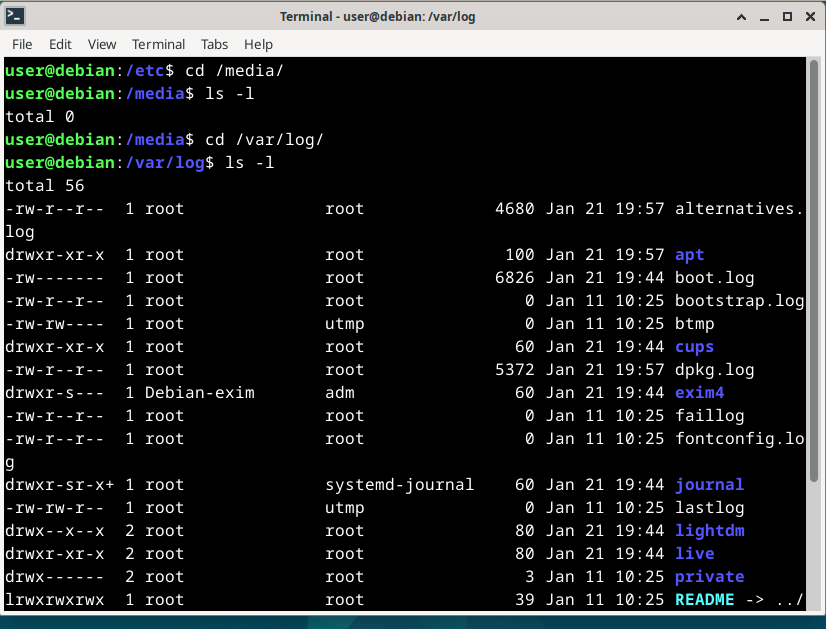 Terminal - user@debian: /var/log
File Edit View Terminal Tabs Help
user@debian:/etc$ cd /media/
user@debian:/media$ ls -l
total 0
user@debian:/media$ cd /var/log/
user@debian:/var/log$ ls -l
total 56
-rw-r--r--  1 root              root             4680 Jan 21 19:57 alternatives.
log
drwxr-xr-x  1 root              root              100 Jan 21 19:57 apt
-rw-------  1 root              root             6826 Jan 21 19:44 boot.log
-rw-r--r--  1 root              root                0 Jan 11 10:25 bootstrap.log
-rw-rw----  1 root              utmp                0 Jan 11 10:25 btmp
drwxr-xr-x  1 root              root               60 Jan 21 19:44 cups
-rw-r--r--  1 root              root             5372 Jan 21 19:57 dpkg.log
drwxr-s---  1 Debian-exim       adm                60 Jan 21 19:44 exim4
-rw-r--r--  1 root              root                0 Jan 11 10:25 faillog
-rw-r--r--  1 root              root                0 Jan 11 10:25 fontconfig.lo
g
drwxr-sr-x+ 1 root              systemd-journal    60 Jan 21 19:44 journal
-rw-rw-r--  1 root              utmp                0 Jan 11 10:25 lastlog
drwx--x--x  2 root              root               80 Jan 21 19:44 lightdm
drwxr-xr-x  2 root              root               80 Jan 21 19:44 live
drwx------  2 root              root                3 Jan 11 10:25 private
lrwxrwxrwx  1 root              root               39 Jan 11 10:25 README -> ../